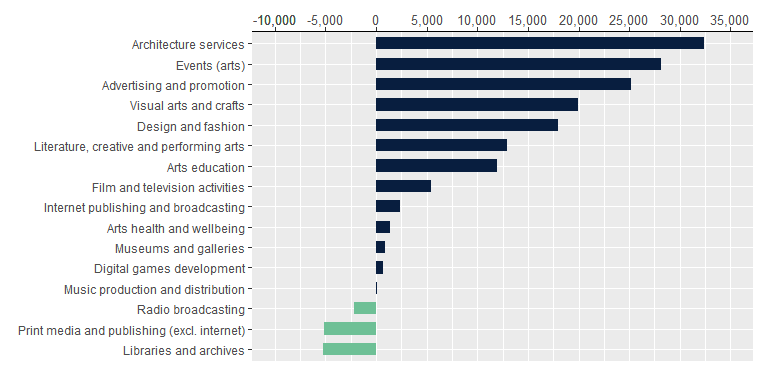 -10,000 -5,000 0 5,000 10,000 15,000 20,000 25,000 30,000 35,000
Architecture services
Events (arts)
Advertising and promotion
Visual arts and crafts
Design and fashion
Literature, creative and performing arts
Arts education
Film and television activities
Internet publishing and broadcasting
Arts health and wellbeing
Museums and galleries
Digital games development
Music production and distribution
Radio broadcasting
Print media and publishing (excl. internet)
Libraries and archives